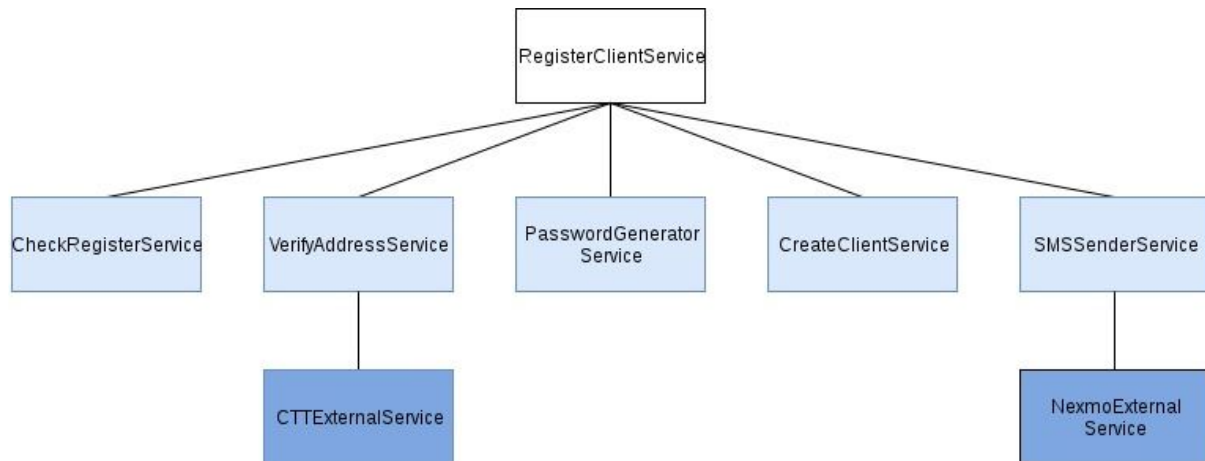 RegisterClientService
CheckRegisterService
VerifyAddressService
PasswordGenerator
Service
CreateClientService
SMSSenderService
CTTExternalService
NexmoExternal
Service